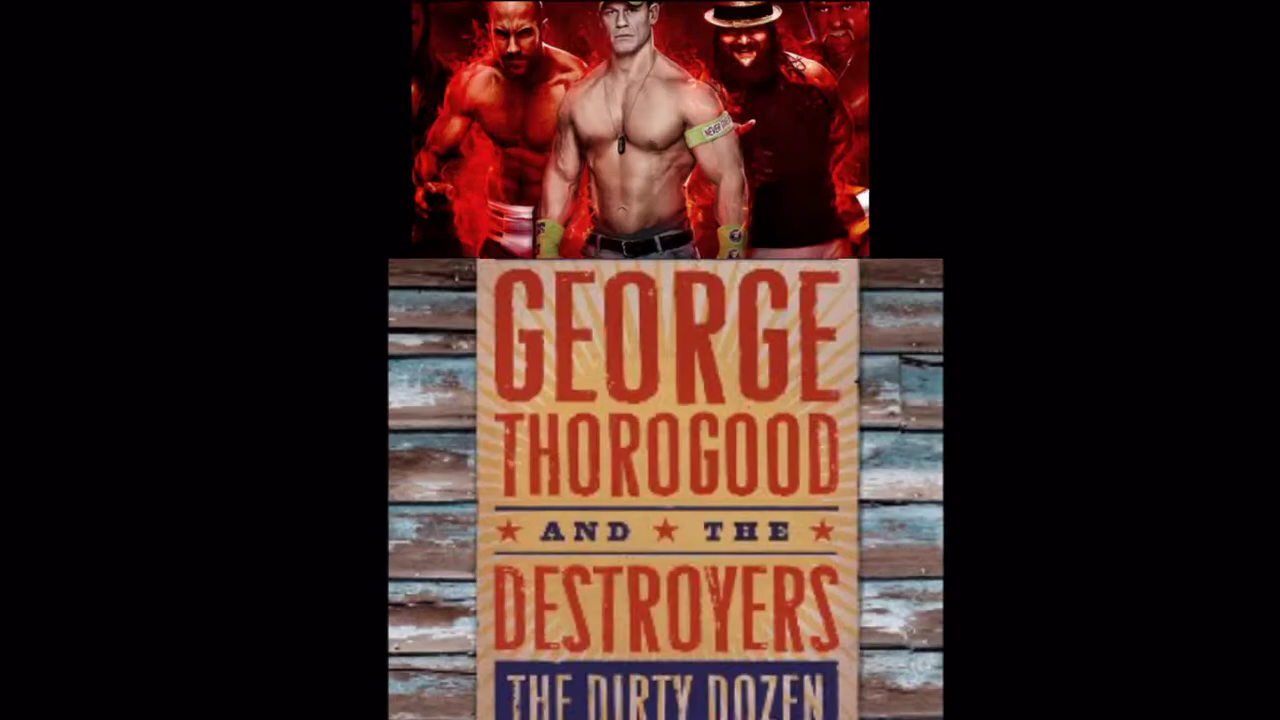 GEORGE
THOROGOOD
AND THE
DESTROYERS
THE DIRTY DOZEN